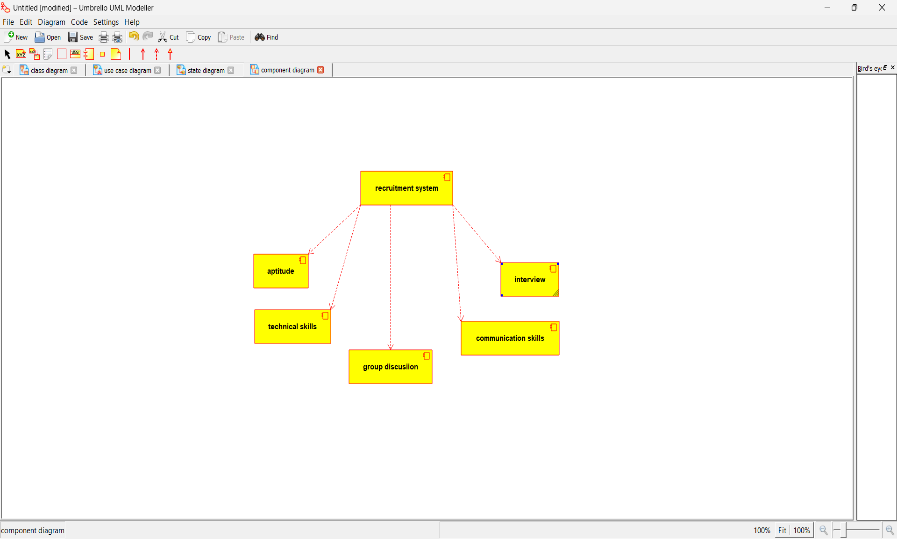 Untitled [modified] – Umbrello UML Modeller
File Edit Diagram Code Settings Help
New Open Save Cut Copy Paste Find
class diagram use case diagram state diagram component diagram
Bird's eye
recruitment system
aptitude
interview
technical skills
communication skills
group discusiion
component diagram
100% Fit 100%